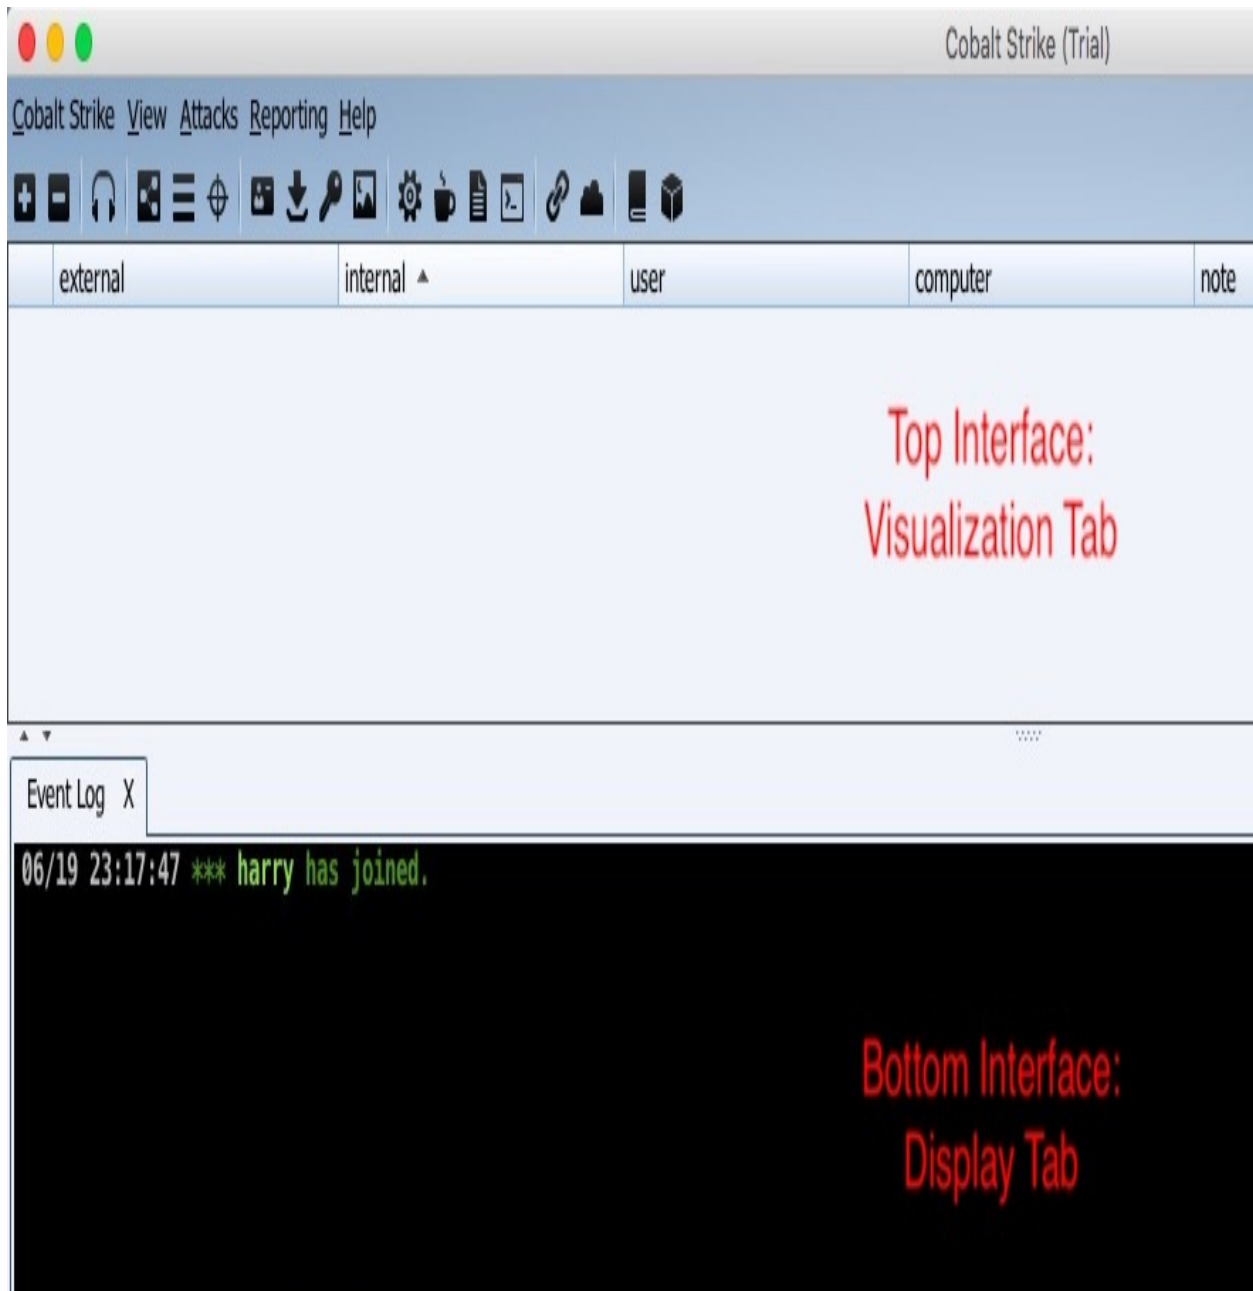 Cobalt Strike (Trial)
Cobalt Strike View Attacks Reporting Help
external internal ▲ user computer note
Top Interface:
Visualization Tab
Event Log X
06/19 23:17:47 *** harry has joined.
Bottom Interface:
Display Tab